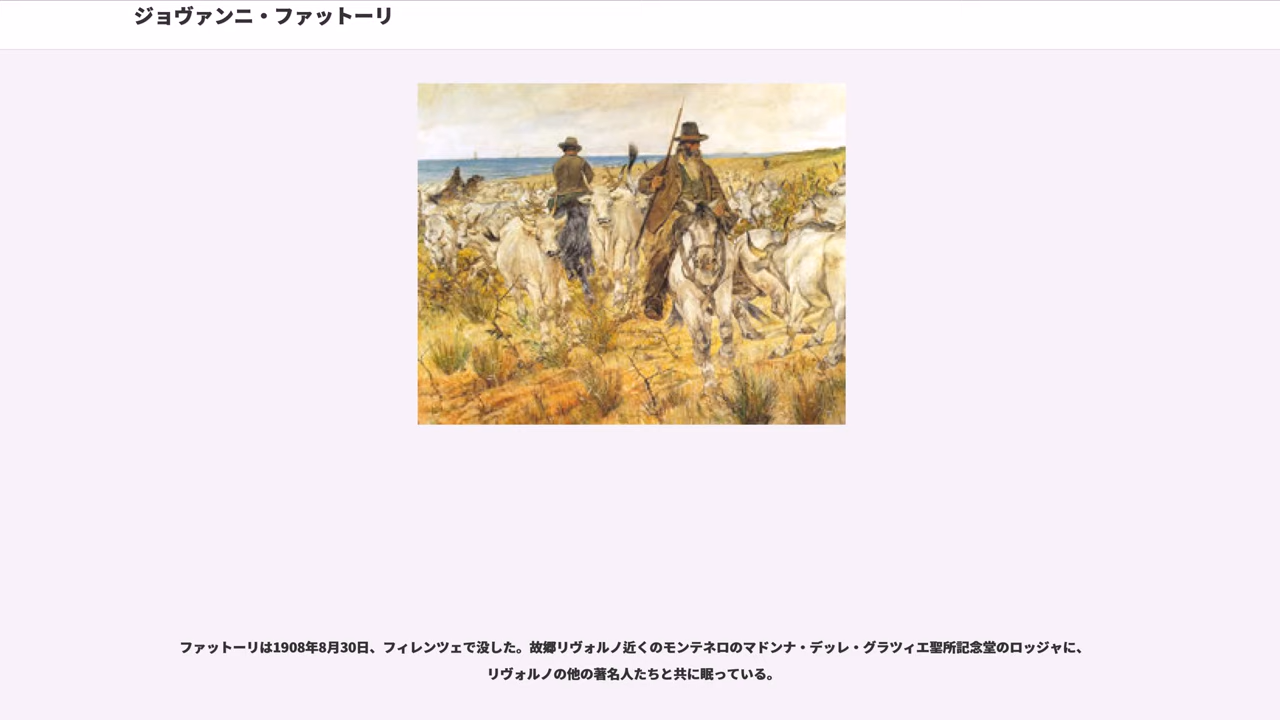 ジョヴァンニ・ファットーリ
ファットーリは1908年8月30日、フィレンツェで没した。故郷リヴォルノ近くのモンテネロのマドンナ・デッレ・グラツィエ聖所記念堂のロッジャに、
リヴォルノの他の著名人たちと共に眠っている。